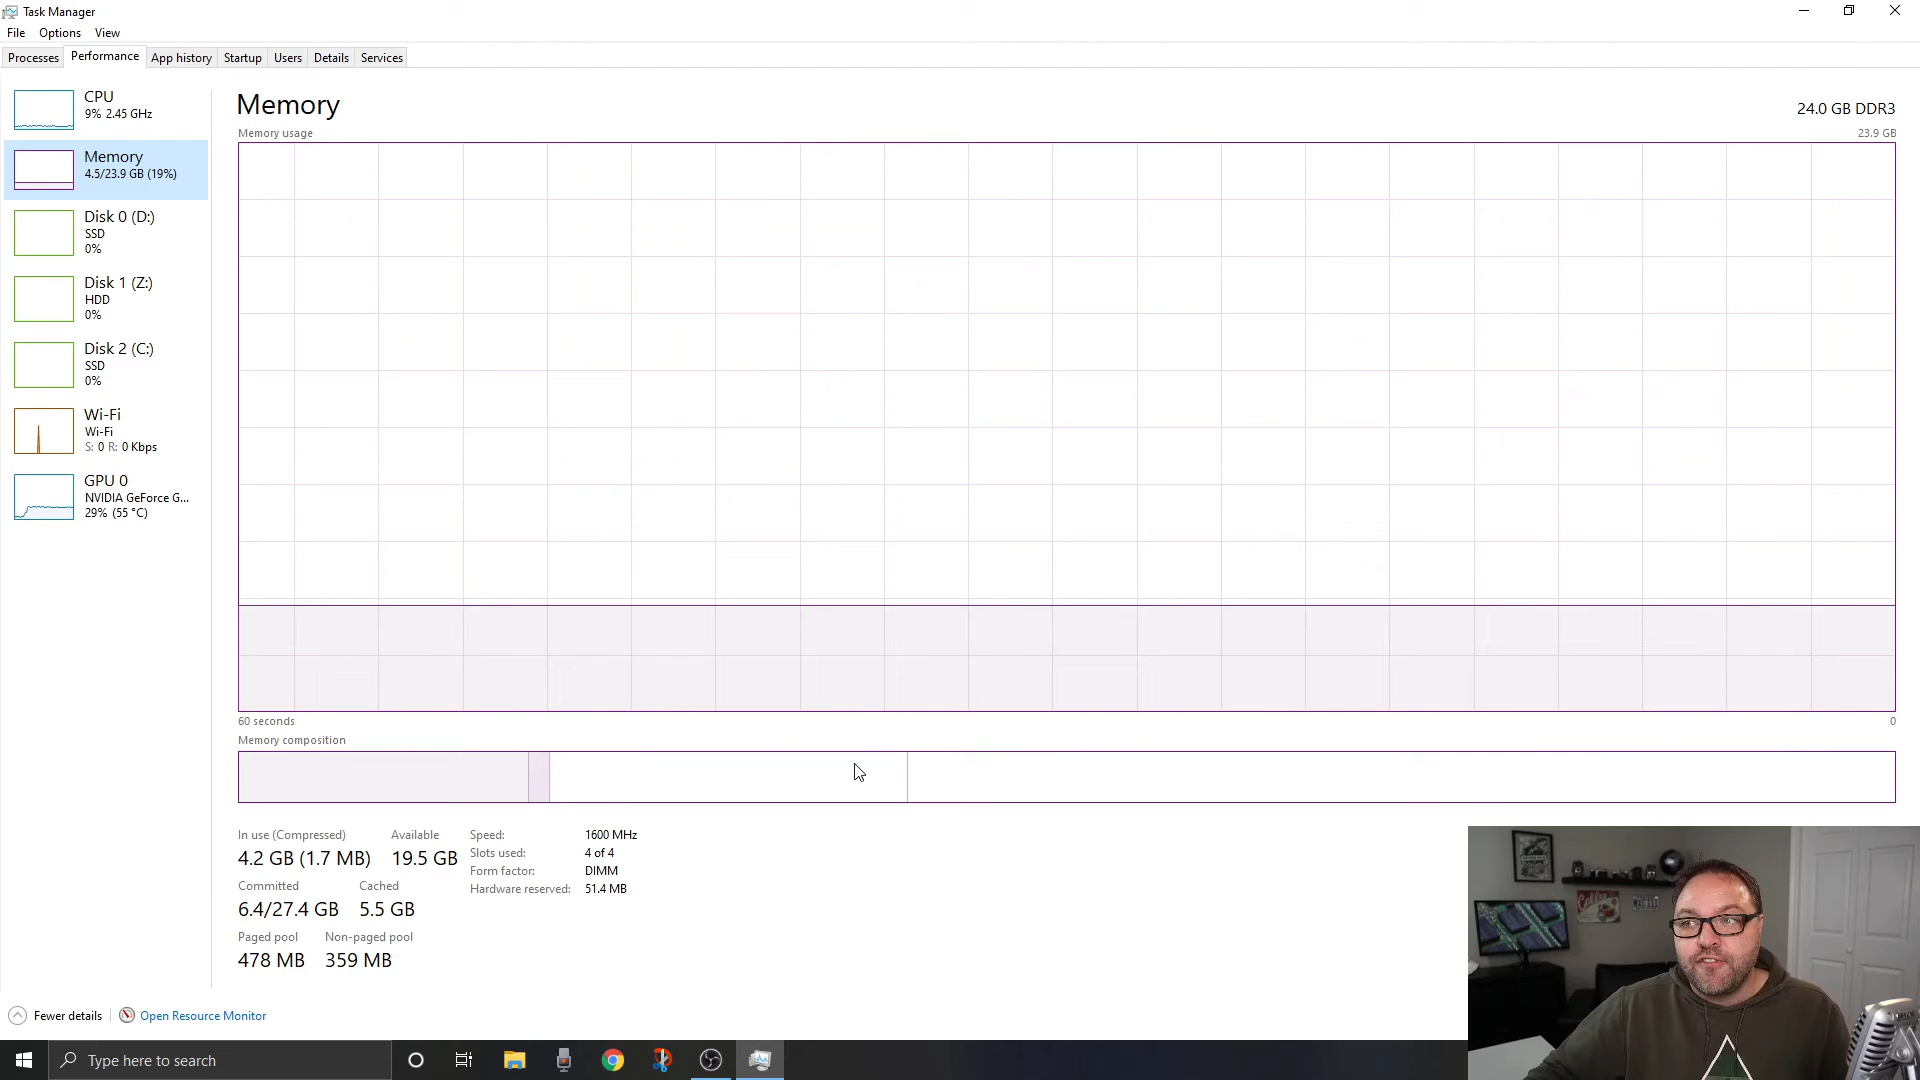 Task Manager
File Options View
Processes Performance App history Startup Users Details Services
CPU
9% 2.45 GHz
Memory
4.5/23.9 GB (19%)
Disk 0 (D:)
SSD
0%
Disk 1 (Z:)
HDD
0%
Disk 2 (C:)
SSD
0%
Wi-Fi
Wi-Fi
S: 0 R: 0 Kbps
GPU 0
NVIDIA GeForce G...
29% (55 °C)
Memory 24.0 GB DDR3
Memory usage 23.9 GB
60 seconds 0
Memory composition
In use (Compressed) Available
4.2 GB (1.7 MB) 19.5 GB
Committed Cached
6.4/27.4 GB 5.5 GB
Paged pool Non-paged pool
478 MB 359 MB
Speed: 1600 MHz
Slots used: 4 of 4
Form factor: DIMM
Hardware reserved: 51.4 MB
Fewer details Open Resource Monitor
Type here to search
Coffee